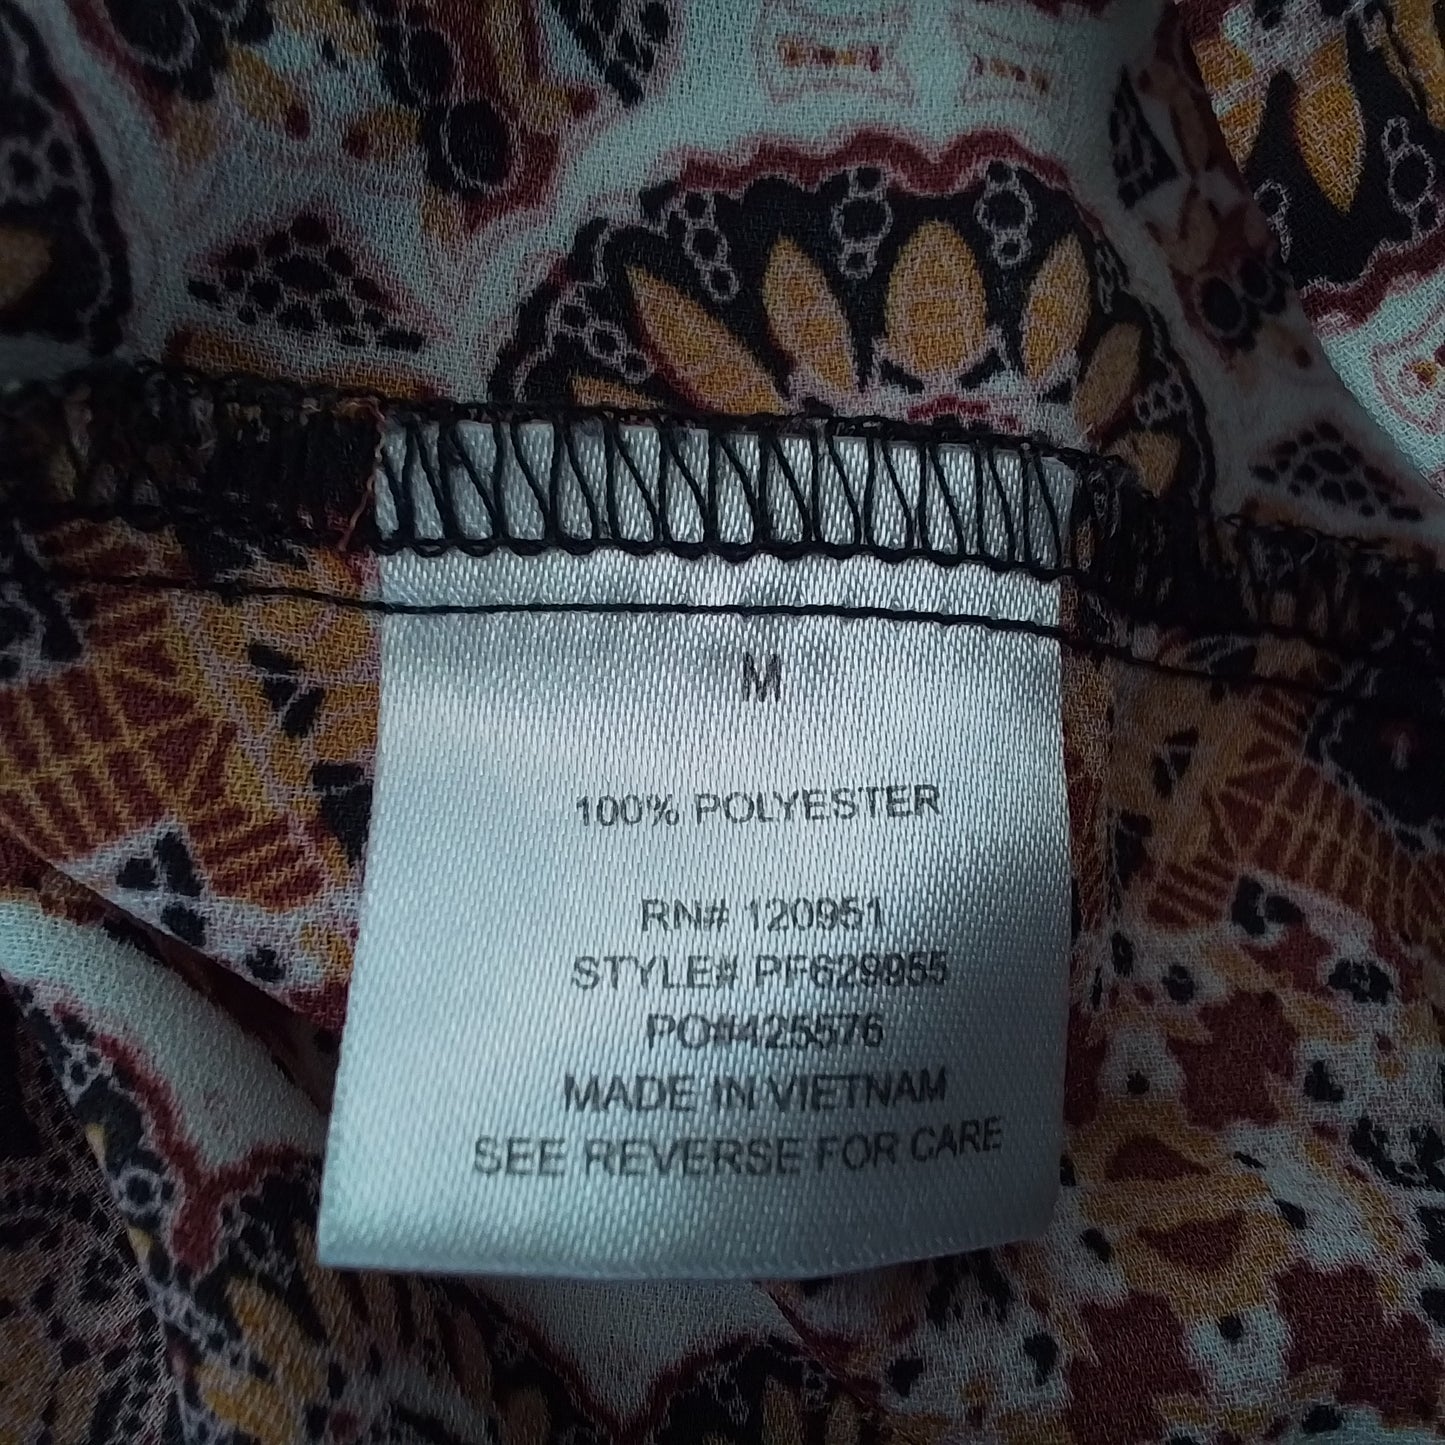 M
100% POLYESTER
RN# 120951
STYLE# PF629955
PO#425576
MADE IN VIETNAM
SEE REVERSE FOR CARE